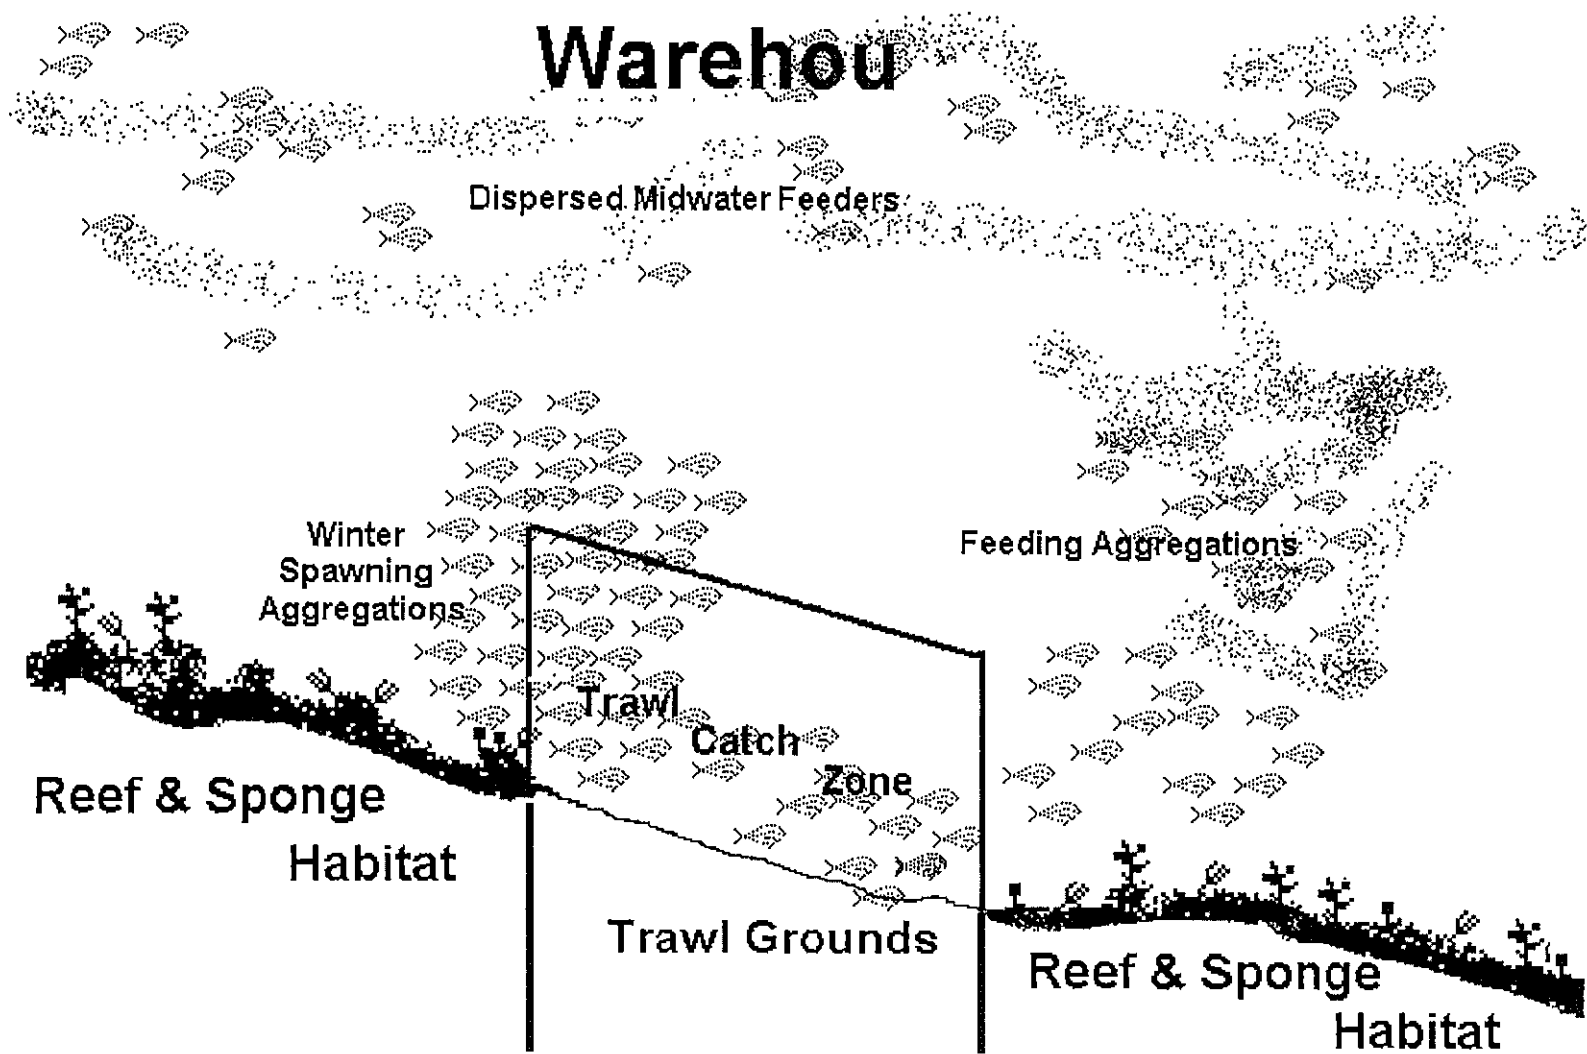 Warehou
Dispersed Midwater Feeders
Winter
Spawning
Aggregations
Feeding Aggregations
Trawl
Catch
Zone
Reef & Sponge
Habitat
Trawl Grounds
Reef & Sponge
Habitat